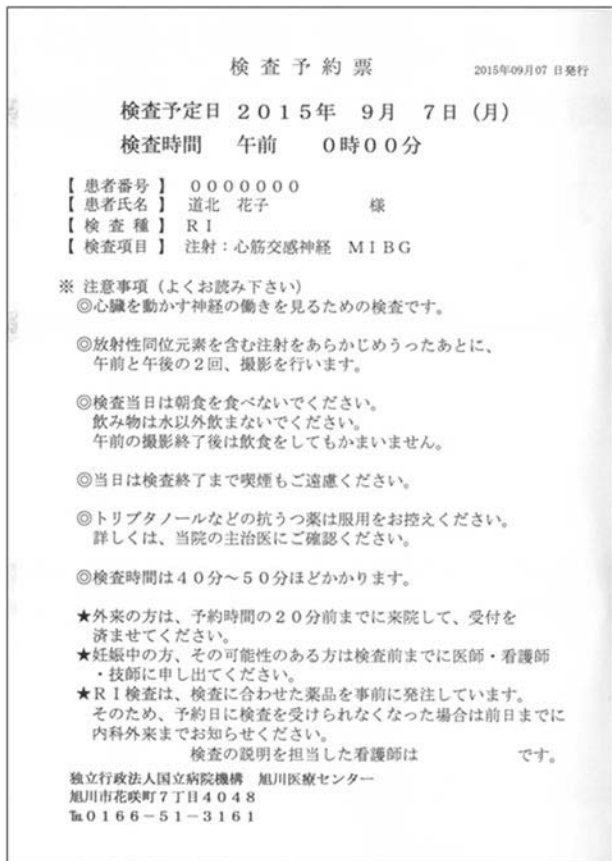 検査予約票
2015年09月07 日発行
検査予定日 2015年 9月 7日 (月)
検査時間 午前 0時00分
【 患者番号 】 0000000
【 患者氏名 】 道北 花子 様
【 検 査 種 】 RI
【 検査項目 】 注射:心筋交感神経 MIBG
※ 注意事項(よくお読み下さい)
◎心臓を動かす神経の働きを見るための検査です。
◎放射性同位元素を含む注射をあらかじめうったあとに、
午前と午後の2回、撮影を行います。
◎検査当日は朝食を食べないでください。
飲み物は水以外飲まないでください。
午前の撮影終了後は飲食をしてもかまいません。
◎当日は検査終了まで喫煙もご遠慮ください。
◎トリプタノールなどの抗うつ薬は服用をお控えください。
詳しくは、当院の主治医にご確認ください。
◎検査時間は40分~50分ほどかかります。
★外来の方は、予約時間の20分前までに来院して、受付を
済ませてください。
★妊娠中の方、その可能性のある方は検査前までに医師・看護師
・技師に申し出てください。
★RI検査は、検査に合わせた薬品を事前に発注しています。
そのため、予約日に検査を受けられなくなった場合は前日までに
内科外来までお知らせください。
検査の説明を担当した看護師は です。
独立行政法人国立病院機構 旭川医療センター
旭川市花咲町7丁目4048
℡0166-51-3161